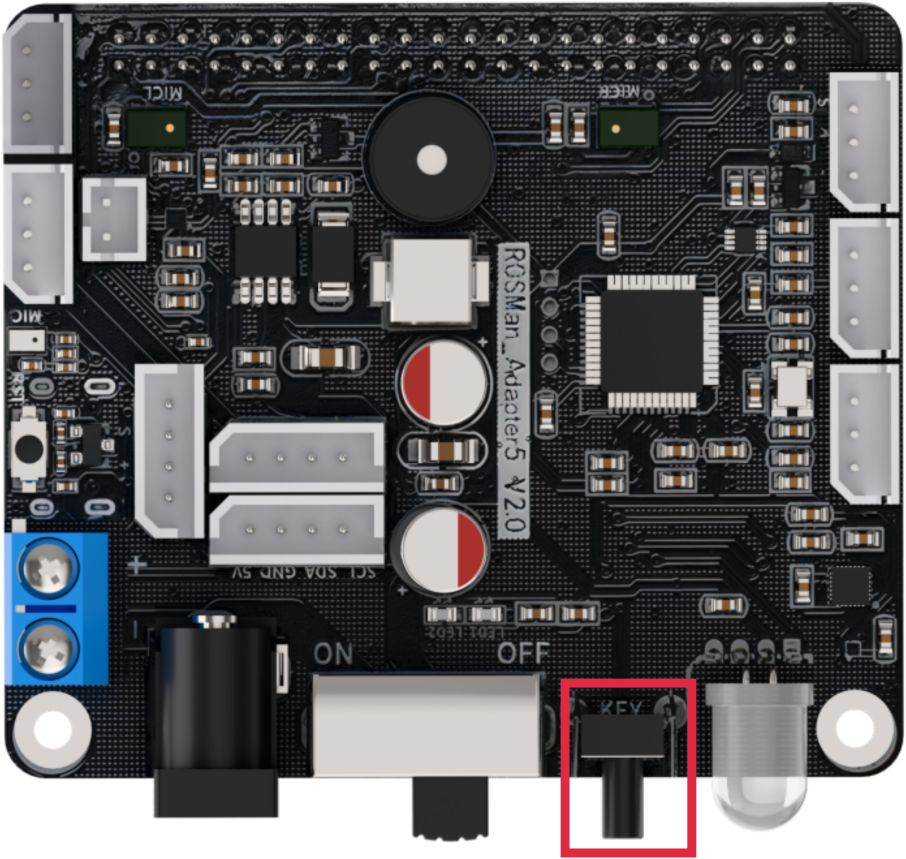 MICL
MICR
MIC
RST
ROSMan_Adapter5 V2.0
SCL SDA GND 5V
+
-
LED2
LED1
ON
OFF
KEY